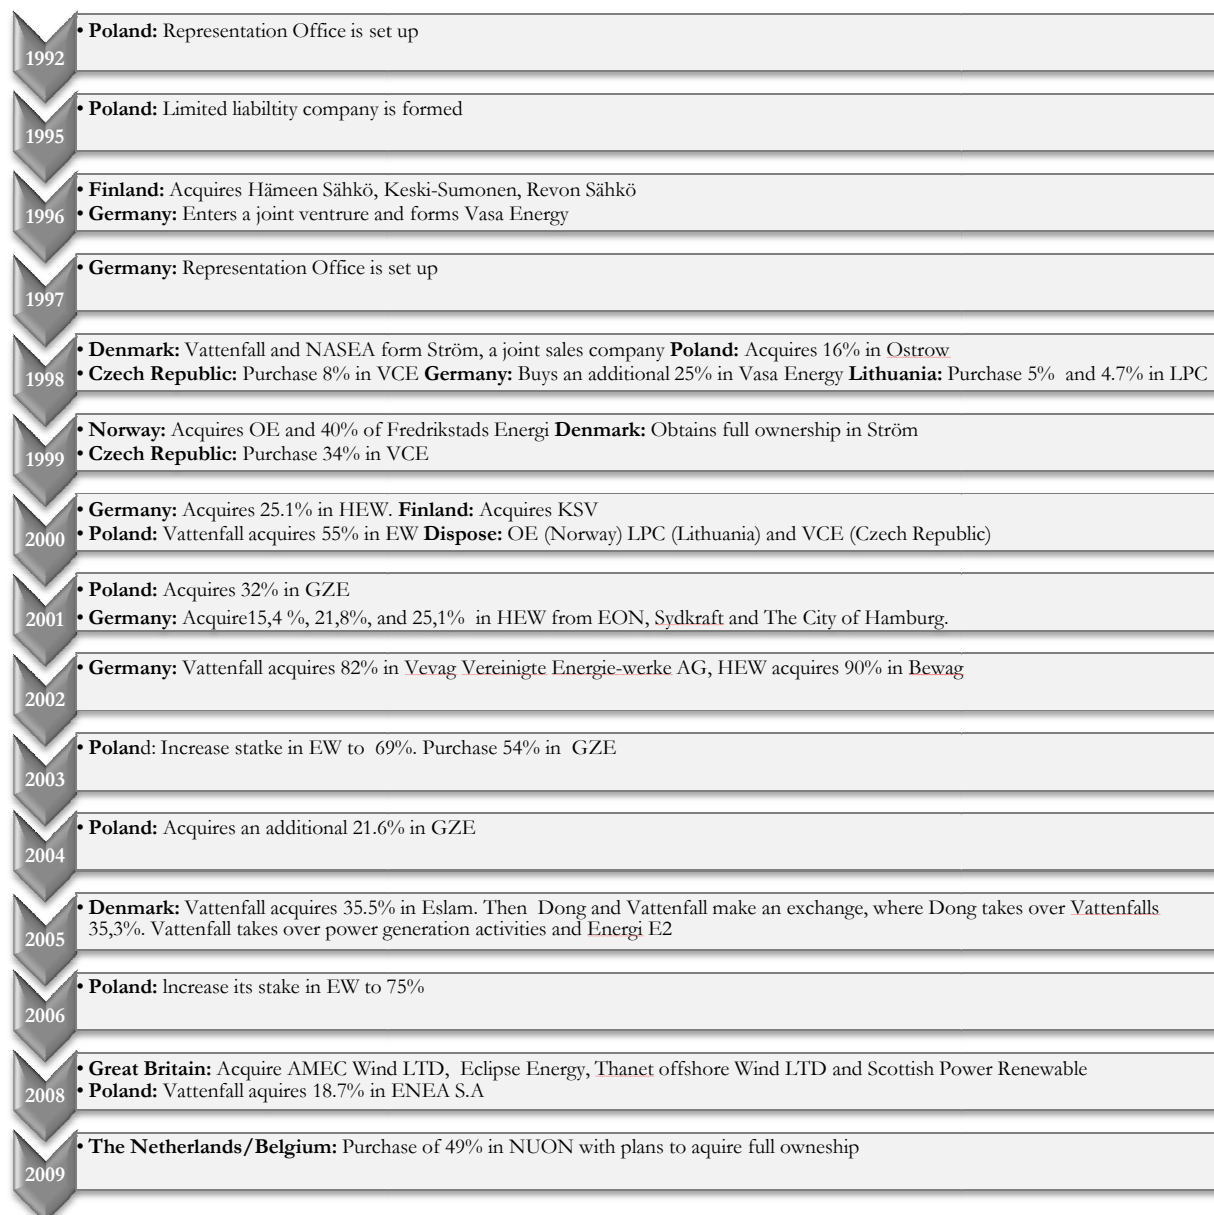 1992
• Poland: Representation Office is set up
1995
• Poland: Limited liabiltity company is formed
1996
• Finland: Acquires Hämeen Sähkö, Keski-Sumonen, Revon Sähkö
• Germany: Enters a joint ventrure and forms Vasa Energy
1997
• Germany: Representation Office is set up
1998
• Denmark: Vattenfall and NASEA form Ström, a joint sales company Poland: Acquires 16% in Ostrow
• Czech Republic: Purchase 8% in VCE Germany: Buys an additional 25% in Vasa Energy Lithuania: Purchase 5%  and 4.7% in LPC
1999
• Norway: Acquires OE and 40% of Fredrikstads Energi Denmark: Obtains full ownership in Ström
• Czech Republic: Purchase 34% in VCE
2000
• Germany: Acquires 25.1% in HEW. Finland: Acquires KSV
• Poland: Vattenfall acquires 55% in EW Dispose: OE (Norway) LPC (Lithuania) and VCE (Czech Republic)
2001
• Poland: Acquires 32% in GZE
• Germany: Acquire15,4 %, 21,8%, and 25,1%  in HEW from EON, Sydkraft and The City of Hamburg.
2002
• Germany: Vattenfall acquires 82% in Vevag Vereinigte Energie-werke AG, HEW acquires 90% in Bewag
2003
• Poland: Increase statke in EW to  69%. Purchase 54% in  GZE
2004
• Poland: Acquires an additional 21.6% in GZE
2005
• Denmark: Vattenfall acquires 35.5% in Eslam. Then  Dong and Vattenfall make an exchange, where Dong takes over Vattenfalls
35,3%. Vattenfall takes over power generation activities and Energi E2
2006
• Poland: lncrease its stake in EW to 75%
2008
• Great Britain: Acquire AMEC Wind LTD,  Eclipse Energy, Thanet offshore Wind LTD and Scottish Power Renewable
• Poland: Vattenfall aquires 18.7% in ENEA S.A
2009
• The Netherlands/Belgium: Purchase of 49% in NUON with plans to aquire full owneship